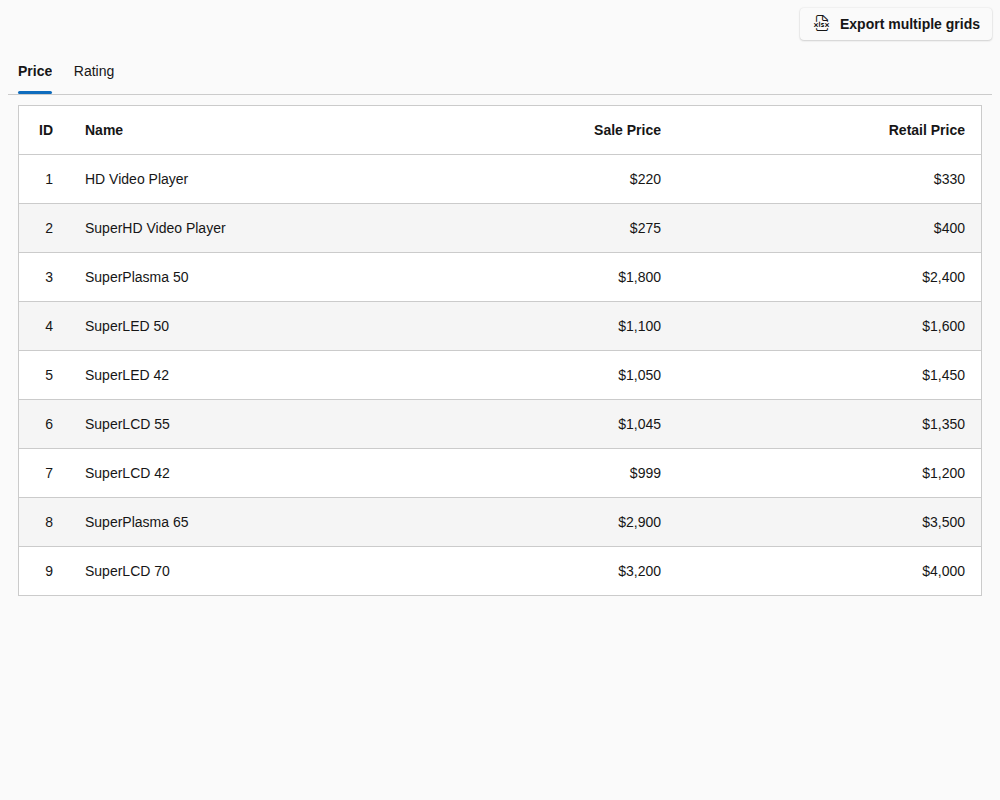 xlsx Export multiple grids
Price Rating
ID Name Sale Price Retail Price
1 HD Video Player $220 $330
2 SuperHD Video Player $275 $400
3 SuperPlasma 50 $1,800 $2,400
4 SuperLED 50 $1,100 $1,600
5 SuperLED 42 $1,050 $1,450
6 SuperLCD 55 $1,045 $1,350
7 SuperLCD 42 $999 $1,200
8 SuperPlasma 65 $2,900 $3,500
9 SuperLCD 70 $3,200 $4,000